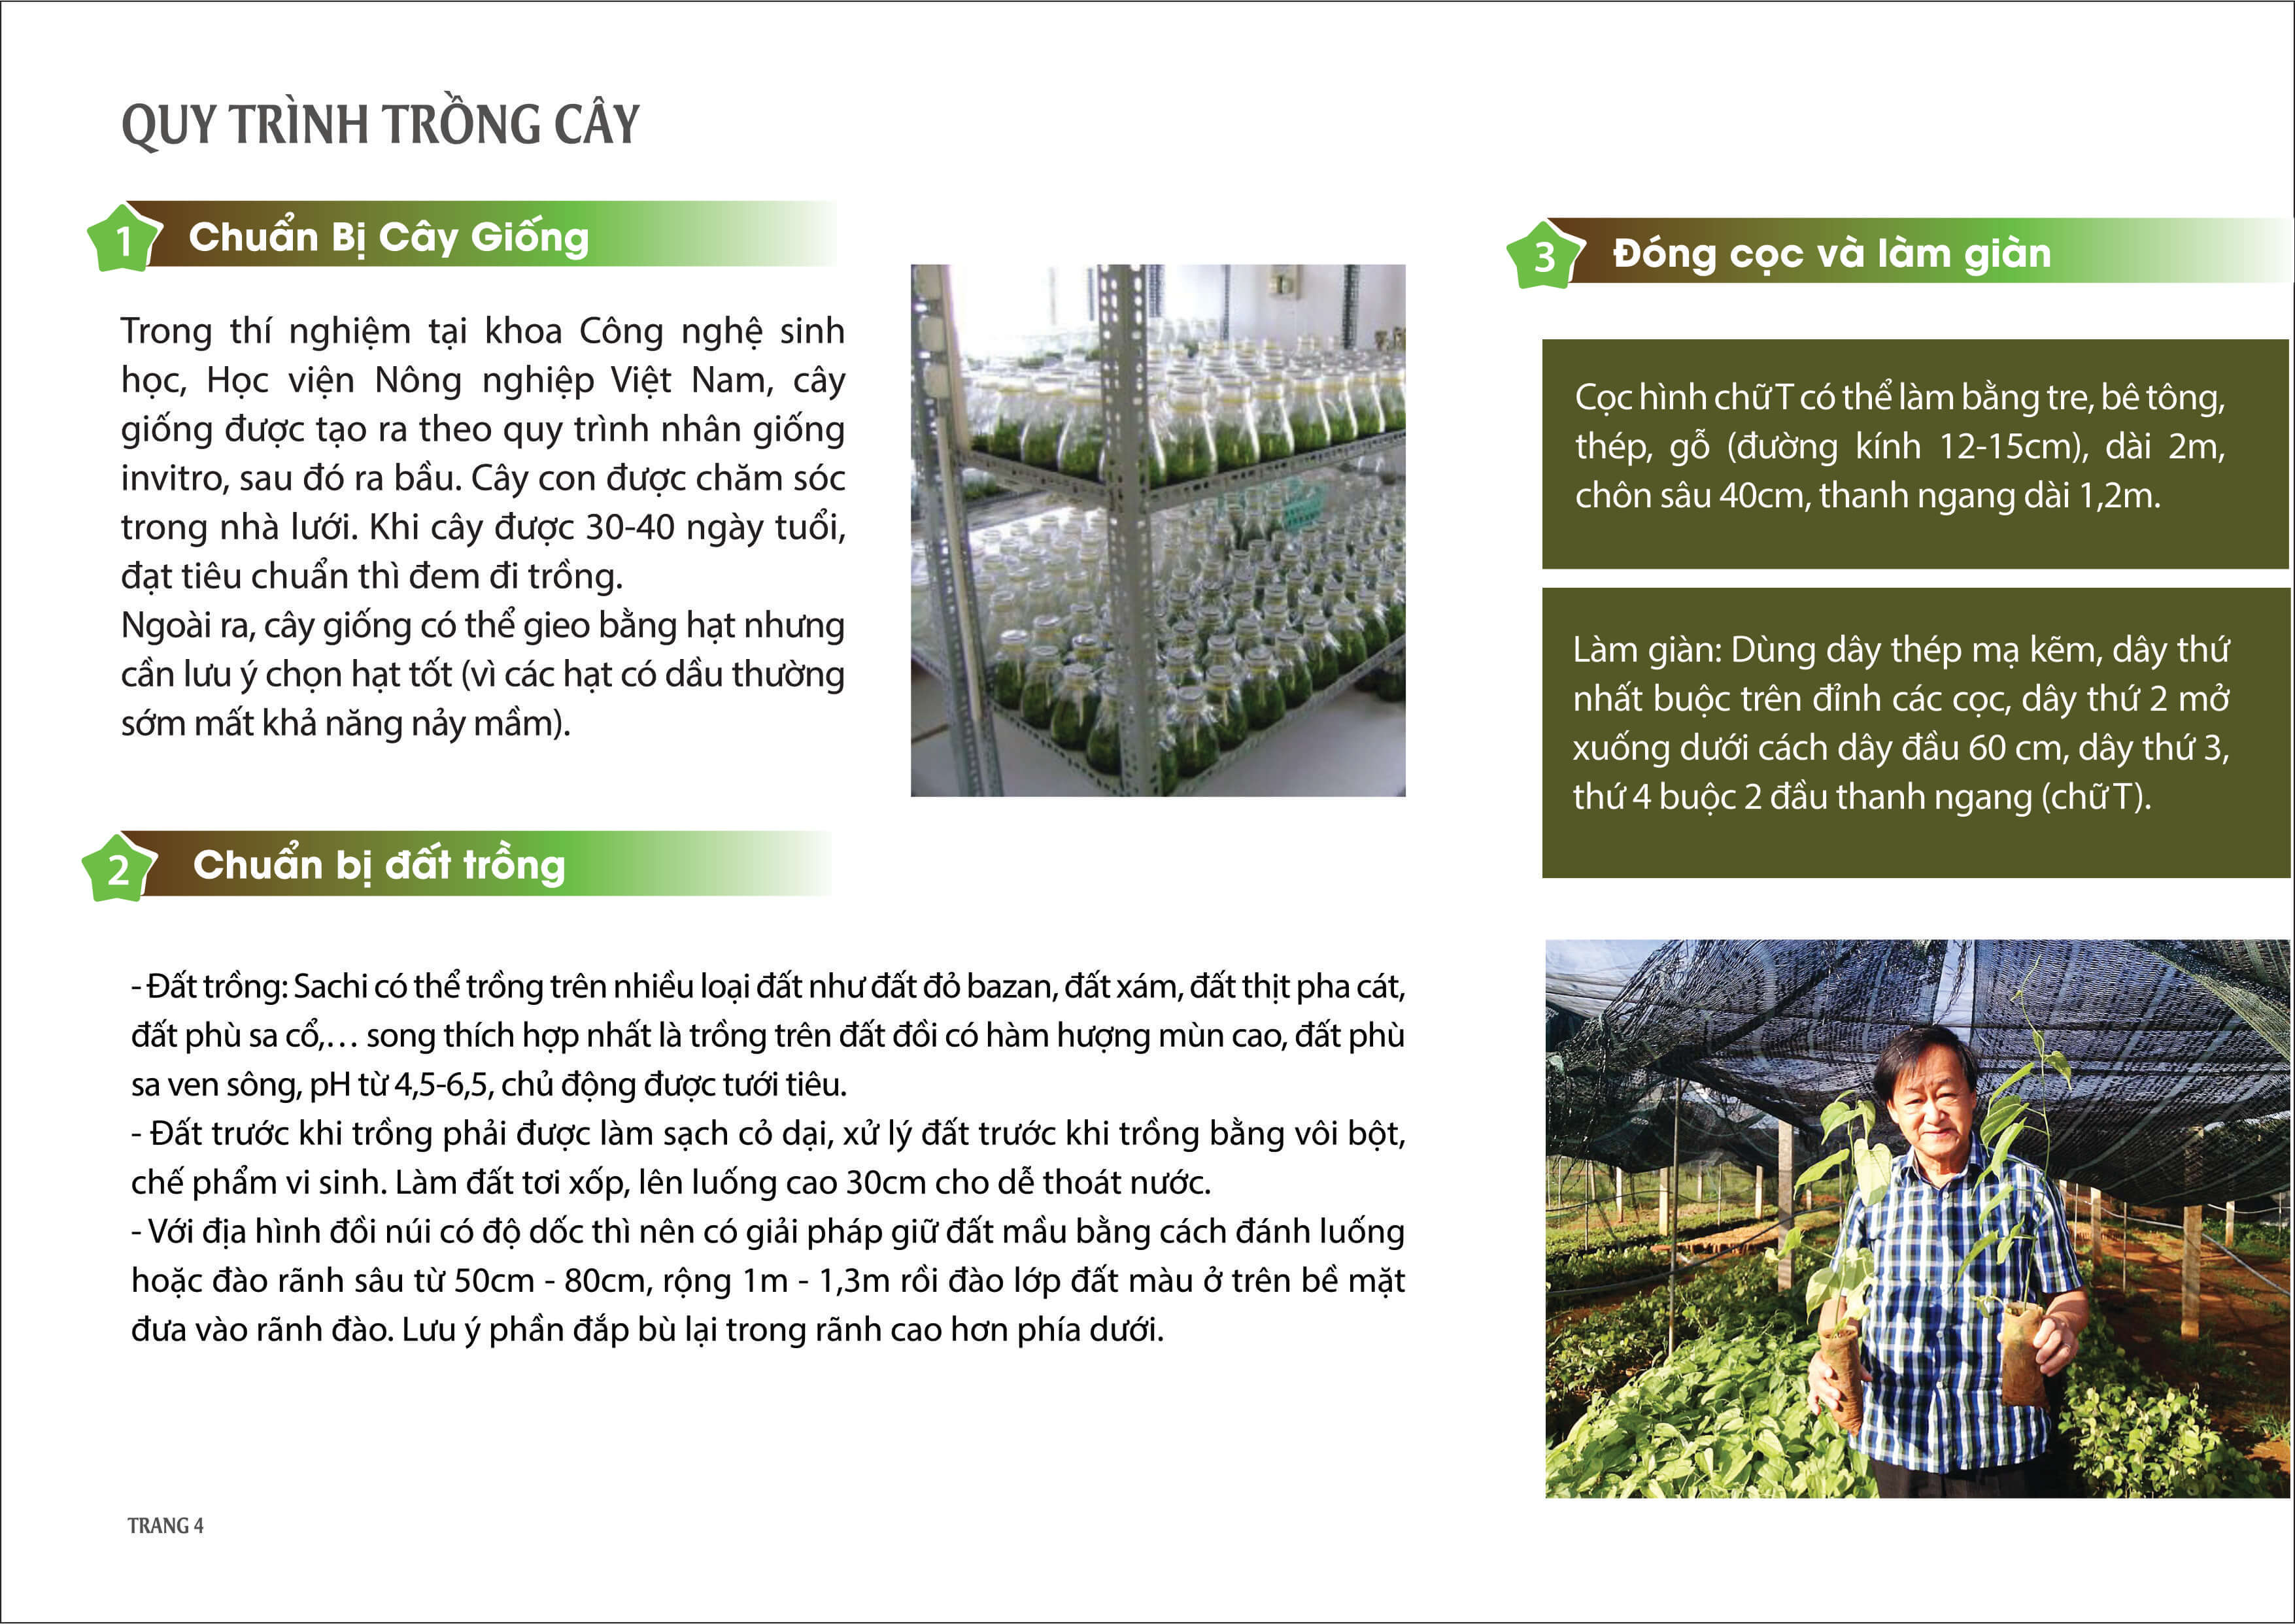 QUY TRÌNH TRỒNG CÂY
1 Chuẩn Bị Cây Giống
Trong thí nghiệm tại khoa Công nghệ sinh
học, Học viện Nông nghiệp Việt Nam, cây
giống được tạo ra theo quy trình nhân giống
invitro, sau đó ra bầu. Cây con được chăm sóc
trong nhà lưới. Khi cây được 30-40 ngày tuổi,
đạt tiêu chuẩn thì đem đi trồng.
Ngoài ra, cây giống có thể gieo bằng hạt nhưng
cần lưu ý chọn hạt tốt (vì các hạt có dầu thường
sớm mất khả năng nảy mầm).
2 Chuẩn bị đất trồng
- Đất trồng: Sachi có thể trồng trên nhiều loại đất như đất đỏ bazan, đất xám, đất thịt pha cát,
đất phù sa cổ,… song thích hợp nhất là trồng trên đất đồi có hàm hượng mùn cao, đất phù
sa ven sông, pH từ 4,5-6,5, chủ động được tưới tiêu.
- Đất trước khi trồng phải được làm sạch cỏ dại, xử lý đất trước khi trồng bằng vôi bột,
chế phẩm vi sinh. Làm đất tơi xốp, lên luống cao 30cm cho dễ thoát nước.
- Với địa hình đồi núi có độ dốc thì nên có giải pháp giữ đất mầu bằng cách đánh luống
hoặc đào rãnh sâu từ 50cm - 80cm, rộng 1m - 1,3m rồi đào lớp đất màu ở trên bề mặt
đưa vào rãnh đào. Lưu ý phần đắp bù lại trong rãnh cao hơn phía dưới.
3 Đóng cọc và làm giàn
Cọc hình chữ T có thể làm bằng tre, bê tông,
thép, gỗ (đường kính 12-15cm), dài 2m,
chôn sâu 40cm, thanh ngang dài 1,2m.
Làm giàn: Dùng dây thép mạ kẽm, dây thứ
nhất buộc trên đỉnh các cọc, dây thứ 2 mở
xuống dưới cách dây đầu 60 cm, dây thứ 3,
thứ 4 buộc 2 đầu thanh ngang (chữ T).
TRANG 4